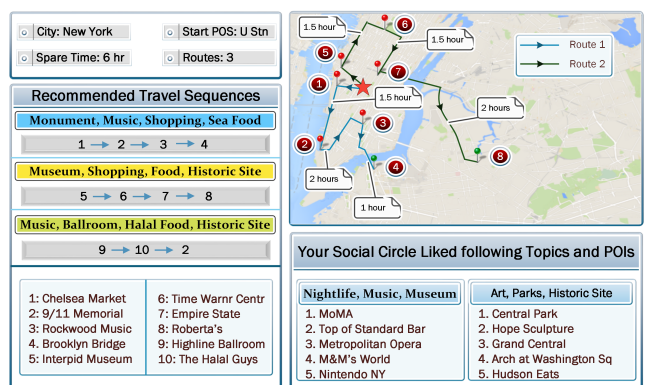 City: New York
Start POS: U Stn
Spare Time: 6 hr
Routes: 3
Recommended Travel Sequences
Monument, Music, Shopping, Sea Food
1 → 2 → 3 → 4
Museum, Shopping, Food, Historic Site
5 → 6 → 7 → 8
Music, Ballroom, Halal Food, Historic Site
9 → 10 → 2
1: Chelsea Market
2: 9/11 Memorial
3: Rockwood Music
4: Brooklyn Bridge
5: Interpid Museum
6: Time Warnr Centr
7: Empire State
8: Roberta's
9: Highline Ballroom
10: The Halal Guys
1.5 hour
6
1.5 hour
5
7
1
1.5 hour
3
2 hours
2
4
8
2 hours
1 hour
Route 1
Route 2
Your Social Circle Liked following Topics and POIs
Nightlife, Music, Museum
1. MoMA
2. Top of Standard Bar
3. Metropolitan Opera
4. M&M's World
5. Nintendo NY
Art, Parks, Historic Site
1. Central Park
2. Hope Sculpture
3. Grand Central
4. Arch at Washington Sq
5. Hudson Eats